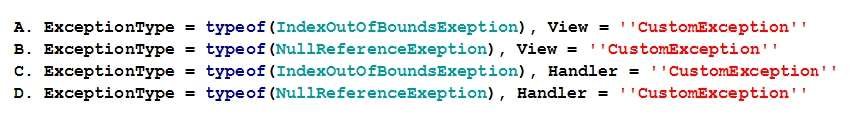 A. ExceptionType = typeof(IndexOutOfBoundsExeption), View = ''CustomException''
B. ExceptionType = typeof(NullReferenceExeption), View = ''CustomException''
C. ExceptionType = typeof(IndexOutOfBoundsExeption), Handler = ''CustomException''
D. ExceptionType = typeof(NullReferenceExeption), Handler = ''CustomException''